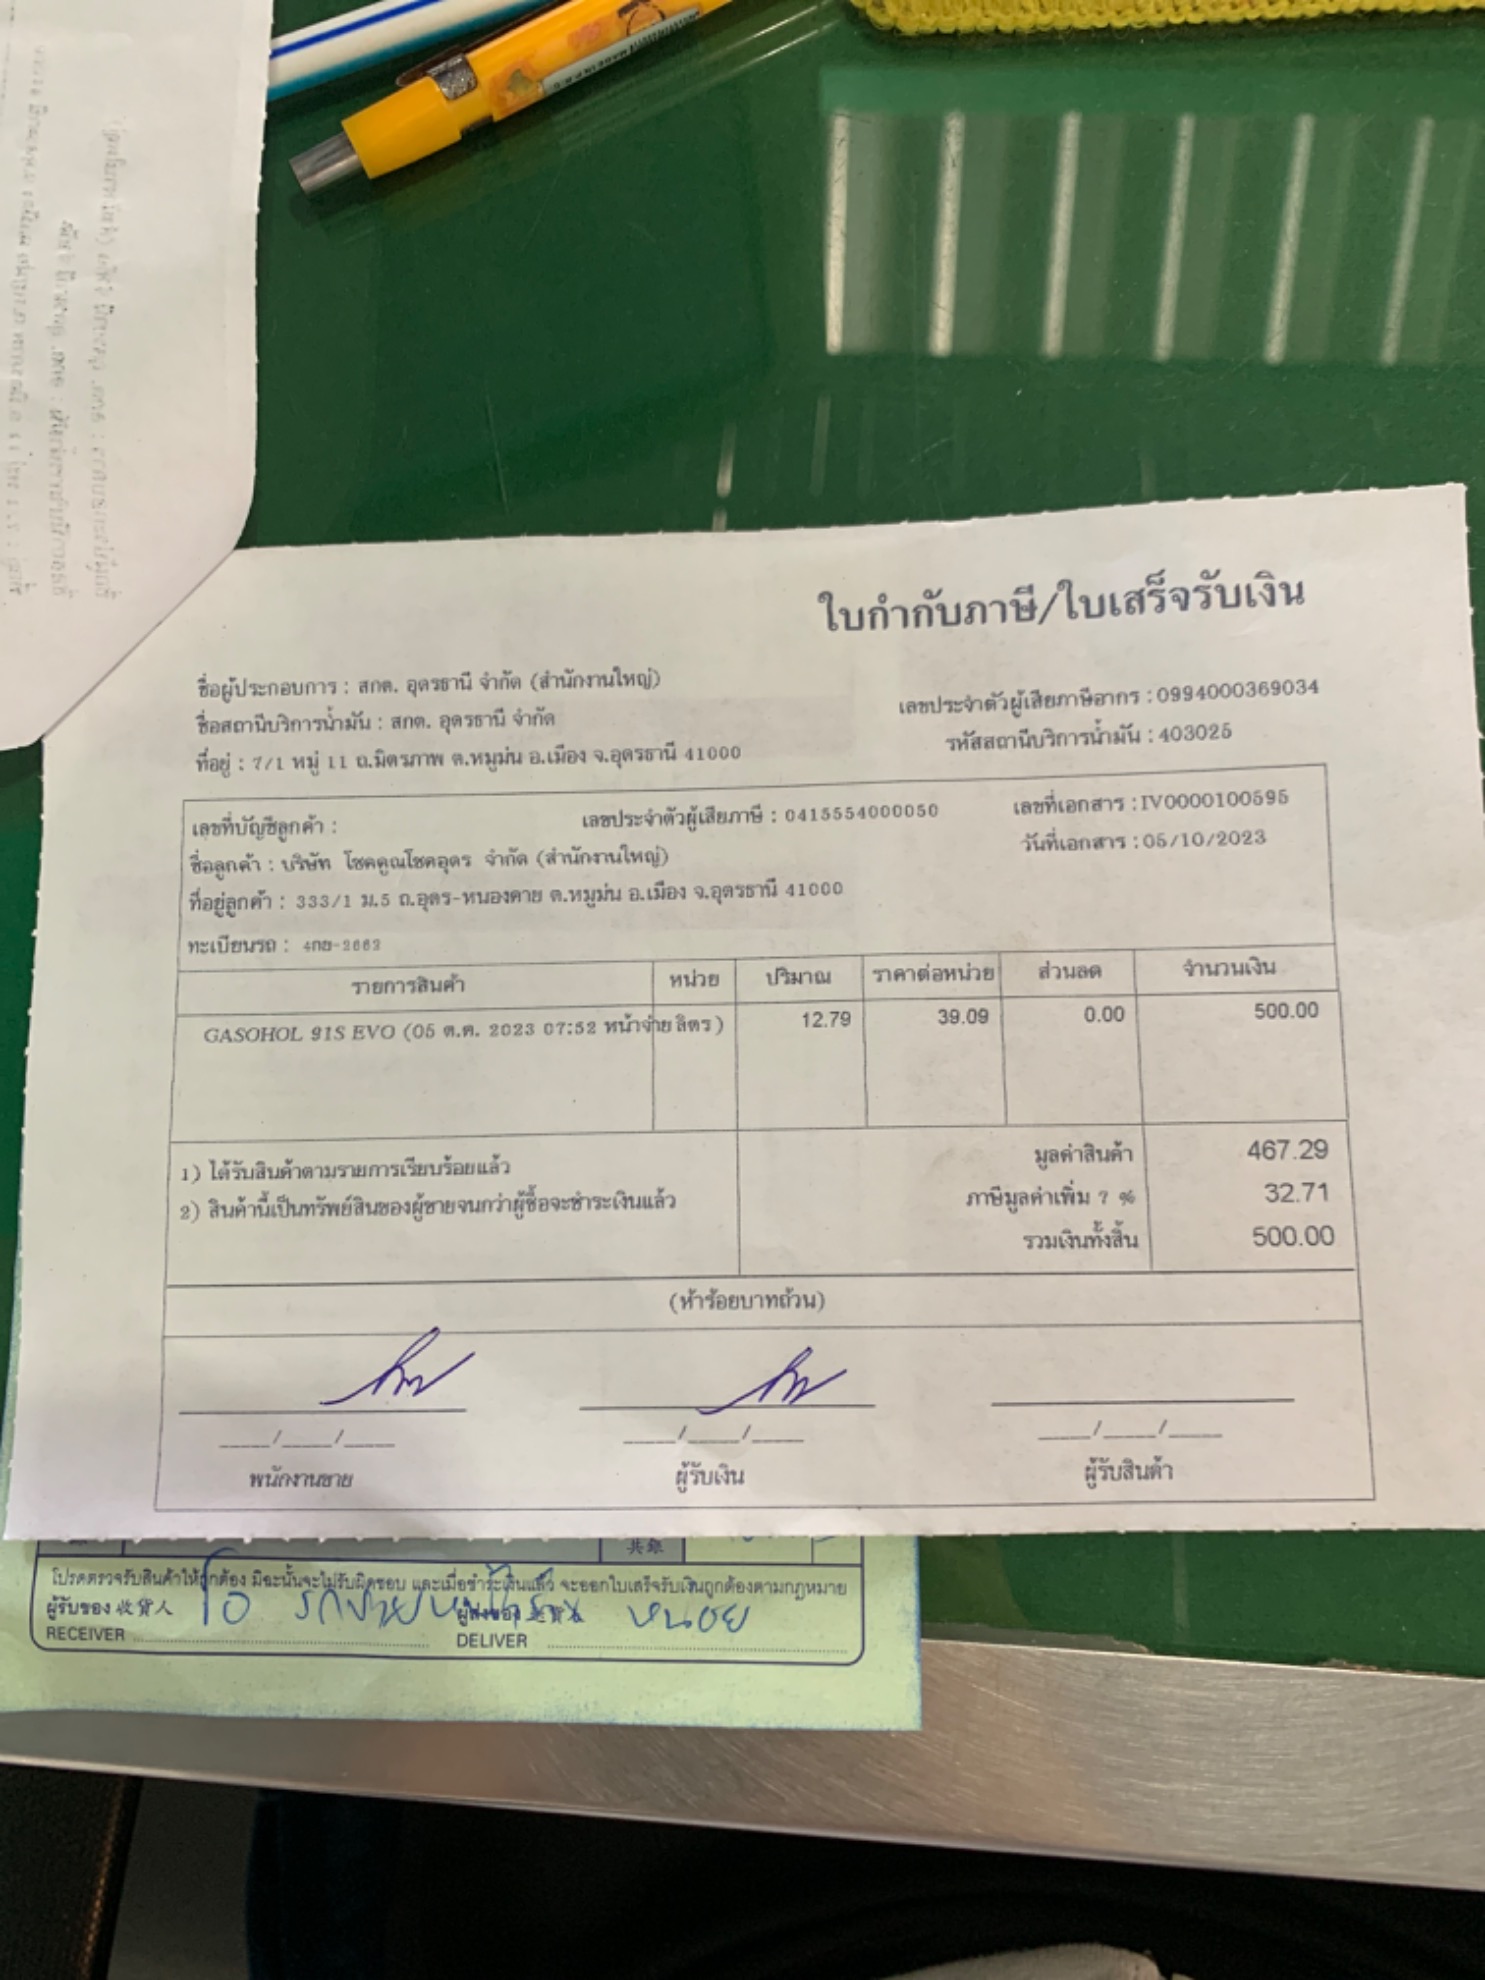 ใบกำกับภาษี/ใบเสร็จรับเงิน
ชื่อผู้ประกอบการ : สกต. อุดรธานี จำกัด (สำนักงานใหญ่)
เลขประจำตัวผู้เสียภาษีอากร : 0994000369034
ชื่อสถานีบริการน้ำมัน : สกต. อุดรธานี จำกัด
รหัสสถานีบริการน้ำมัน : 403025
ที่อยู่ : 7/1 หมู่ 11 ถ.มิตรภาพ ต.หมูม่น อ.เมือง จ.อุดรธานี 41000
เลขที่บัญชีลูกค้า : เลขประจำตัวผู้เสียภาษี : 0415554000050 เลขที่เอกสาร : IV0000100595
ชื่อลูกค้า : บริษัท โชคคูณโชคอุดร จำกัด (สำนักงานใหญ่) วันที่เอกสาร : 05/10/2023
ที่อยู่ลูกค้า : 333/1 ม.5 ถ.อุดร-หนองคาย ต.หมูม่น อ.เมือง จ.อุดรธานี 41000
ทะเบียนรถ : 4กย-2662
รายการสินค้า หน่วย ปริมาณ ราคาต่อหน่วย ส่วนลด จำนวนเงิน
GASOHOL 91S EVO (05 ต.ค. 2023 07:52 หน้าจ่าย ลิตร ) 12.79 39.09 0.00 500.00
1) ได้รับสินค้าตามรายการเรียบร้อยแล้ว
2) สินค้านี้เป็นทรัพย์สินของผู้ขายจนกว่าผู้ซื้อจะชำระเงินแล้ว
มูลค่าสินค้า 467.29
ภาษีมูลค่าเพิ่ม 7 % 32.71
รวมเงินทั้งสิ้น 500.00
(ห้าร้อยบาทถ้วน)
____/____/____ ____/____/____ ____/____/____
พนักงานขาย ผู้รับเงิน ผู้รับสินค้า
โปรดตรวจรับสินค้าให้ถูกต้อง มิฉะนั้นจะไม่รับผิดชอบ และเมื่อชำระเงินแล้ว จะออกใบเสร็จรับเงินถูกต้องตามกฎหมาย
ผู้รับของ 收貨人 ผู้ส่งของ หน่อย
RECEIVER DELIVER